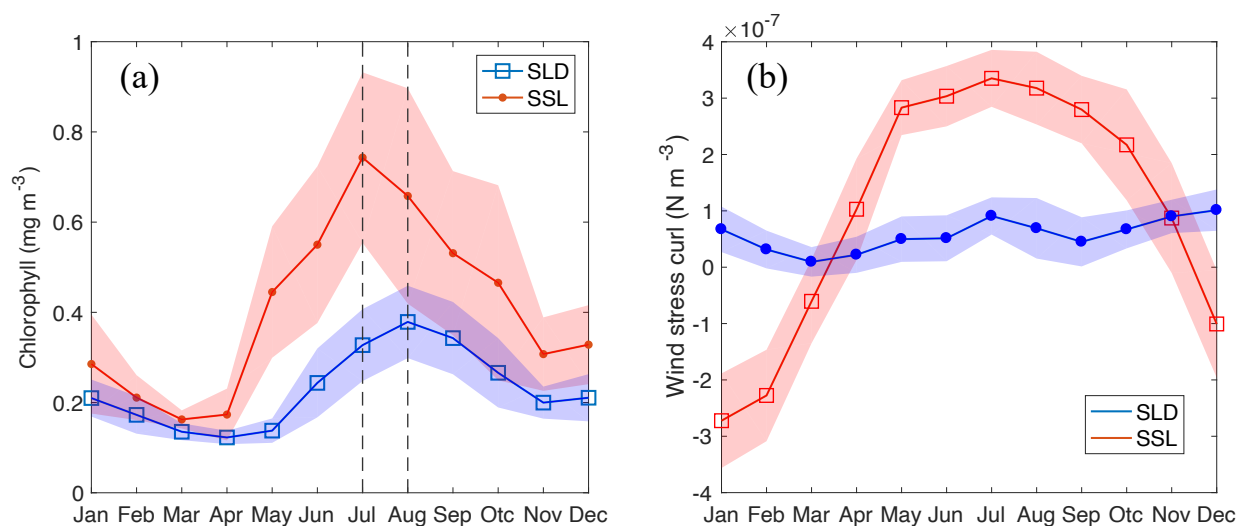 (a)
SLD
SSL
Chlorophyll (mg m⁻³)
1
0.8
0.6
0.4
0.2
0
Jan Feb Mar Apr May Jun Jul Aug Sep Otc Nov Dec
×10⁻⁷
(b)
Wind stress curl (N m ⁻³)
4
3
2
1
0
-1
-2
-3
-4
SLD
SSL
Jan Feb Mar Apr May Jun Jul Aug Sep Otc Nov Dec